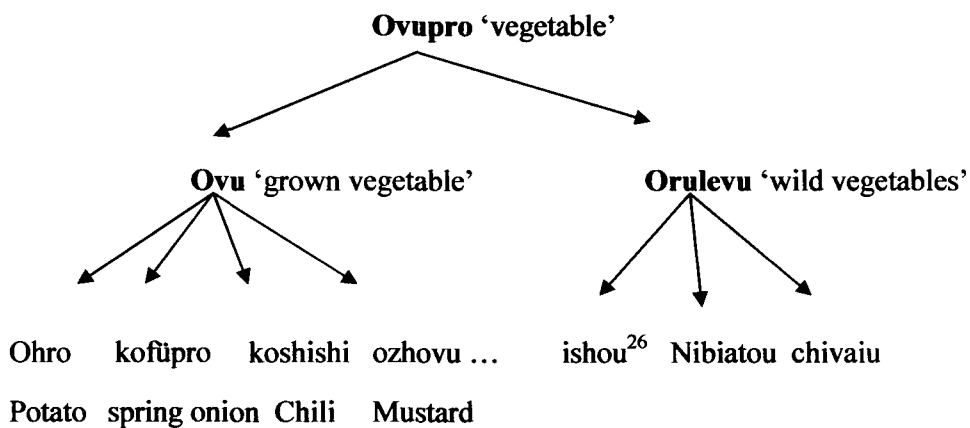 Ovupro ‘vegetable’
Ovu ‘grown vegetable’ Orulevu ‘wild vegetables’
Ohro kofüpro koshishi ozhovu ... ishou26 Nibiatou chivaiu
Potato spring onion Chili Mustard